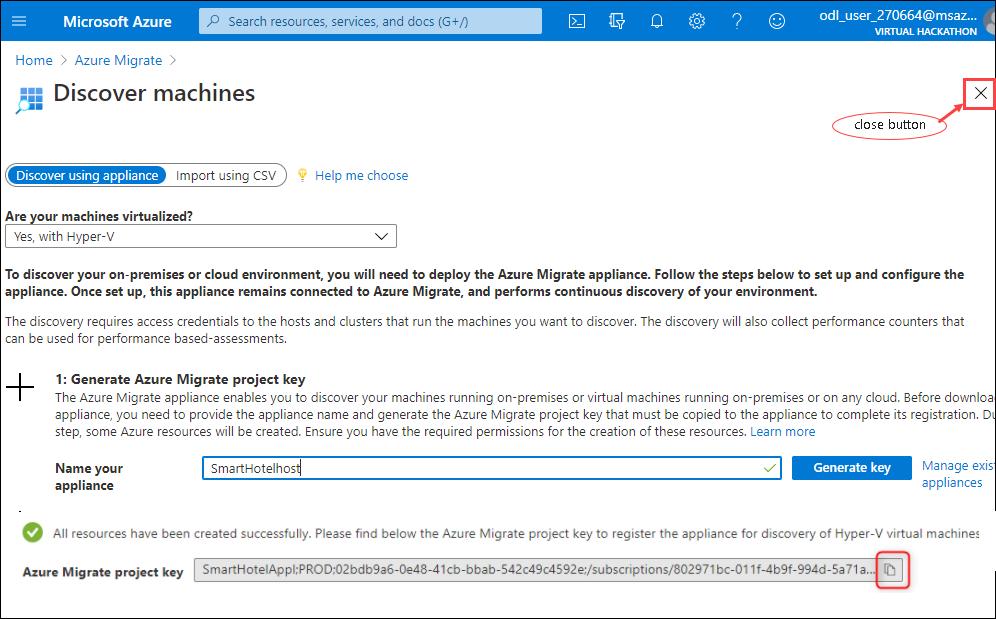 Microsoft Azure
Search resources, services, and docs (G+/)
odl_user_270664@msaz...
VIRTUAL HACKATHON
Home > Azure Migrate >
Discover machines
close button
Discover using appliance Import using CSV Help me choose
Are your machines virtualized?
Yes, with Hyper-V
To discover your on-premises or cloud environment, you will need to deploy the Azure Migrate appliance. Follow the steps below to set up and configure the
appliance. Once set up, this appliance remains connected to Azure Migrate, and performs continuous discovery of your environment.
The discovery requires access credentials to the hosts and clusters that run the machines you want to discover. The discovery will also collect performance counters that
can be used for performance based-assessments.
1: Generate Azure Migrate project key
The Azure Migrate appliance enables you to discover your machines running on-premises or virtual machines running on-premises or on any cloud. Before downloa
appliance, you need to provide the appliance name and generate the Azure Migrate project key that must be copied to the appliance to complete its registration. Du
step, some Azure resources will be created. Ensure you have the required permissions for the creation of these resources. Learn more
Name your
appliance
SmartHotelhost
Generate key
Manage exis
appliances
All resources have been created successfully. Please find below the Azure Migrate project key to register the appliance for discovery of Hyper-V virtual machines
Azure Migrate project key
SmartHotelAppl;PROD;02bdb9a6-0e48-41cb-bbab-542c49c4592e;/subscriptions/802971bc-011f-4b9f-994d-5a71a...